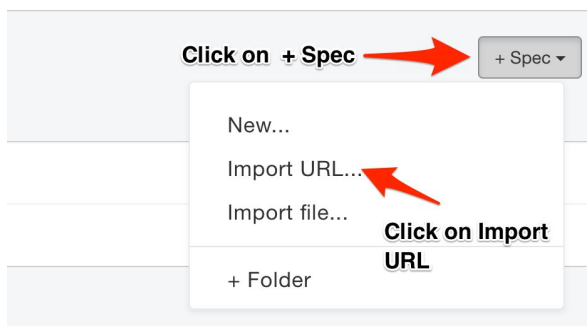 Click on + Spec
+ Spec
New...
Import URL...
Import file...
Click on Import
URL
+ Folder